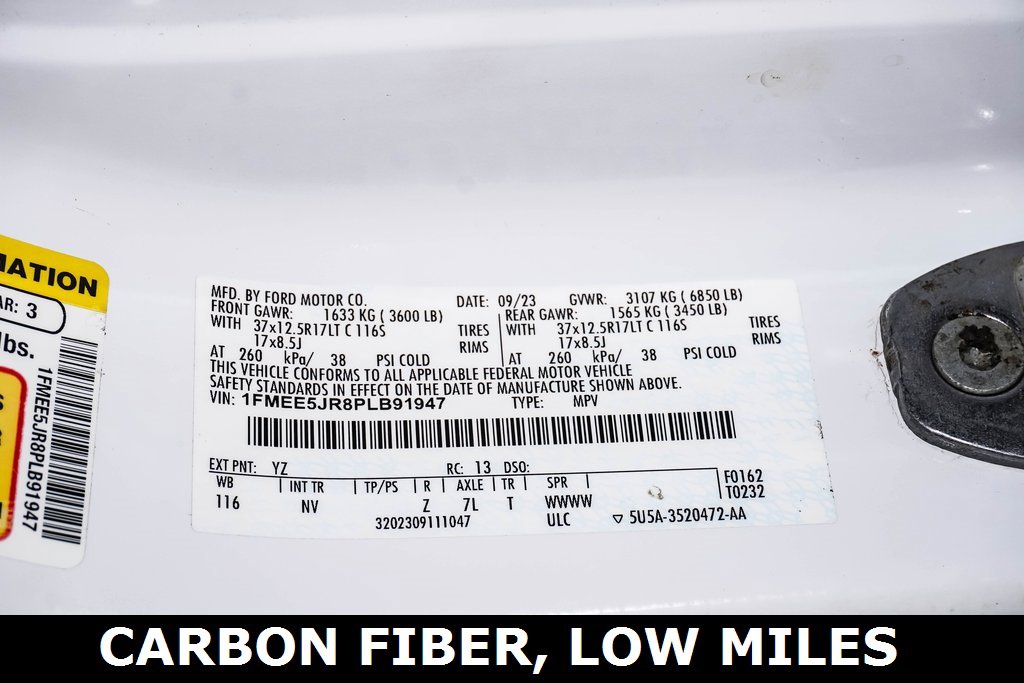 MATION
AR: 3
lbs.
1FMEE5JR8PLB91947
MFD. BY FORD MOTOR CO. DATE: 09/23 GVWR: 3107 KG ( 6850 LB)
FRONT GAWR: 1633 KG ( 3600 LB) REAR GAWR: 1565 KG ( 3450 LB)
WITH 37x12.5R17LT C 116S TIRES WITH 37x12.5R17LT C 116S TIRES
17x8.5J RIMS 17x8.5J RIMS
AT 260 kPa/ 38 PSI COLD AT 260 kPa/ 38 PSI COLD
THIS VEHICLE CONFORMS TO ALL APPLICABLE FEDERAL MOTOR VEHICLE
SAFETY STANDARDS IN EFFECT ON THE DATE OF MANUFACTURE SHOWN ABOVE.
VIN: 1FMEE5JR8PLB91947 TYPE: MPV
EXT PNT: YZ RC: 13 DSO:
WB INT TR TP/PS R AXLE TR SPR F0162
116 NV Z 7L T WWWW T0232
3202309111047 ULC ▽ 5U5A-3520472-AA
CARBON FIBER, LOW MILES